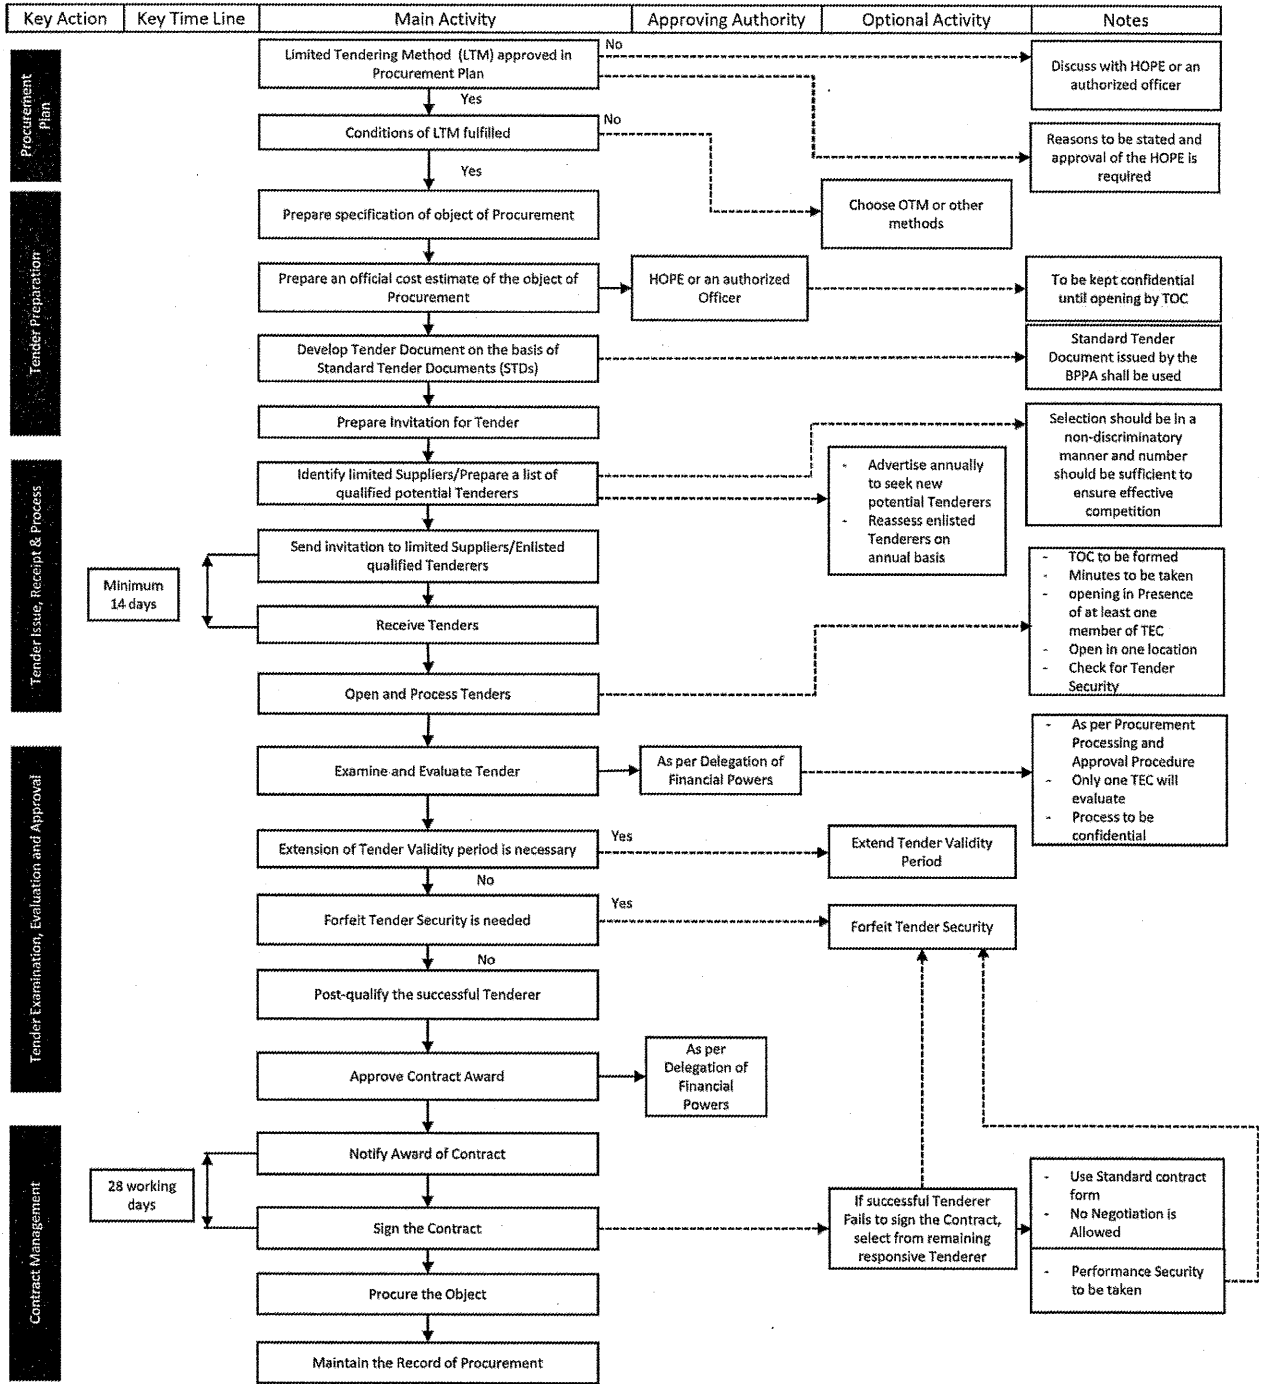 Key Action
Key Time Line
Main Activity
Approving Authority
Optional Activity
Notes
Procurement
Plan
Limited Tendering Method (LTM) approved in
Procurement Plan
No
Discuss with HOPE or an
authorized officer
Yes
Conditions of LTM fulfilled
No
Reasons to be stated and
approval of the HOPE is
required
Yes
Tender Preparation
Prepare specification of object of Procurement
Choose OTM or other
methods
Prepare an official cost estimate of the object of
Procurement
HOPE or an authorized
Officer
To be kept confidential
until opening by TOC
Develop Tender Document on the basis of
Standard Tender Documents (STDs)
Standard Tender
Document issued by the
BPPA shall be used
Prepare Invitation for Tender
Selection should be in a
non-discriminatory
manner and number
should be sufficient to
ensure effective
competition
Tender Issue, Receipt & Process
Identify limited Suppliers/Prepare a list of
qualified potential Tenderers
- Advertise annually
to seek new
potential Tenderers
- Reassess enlisted
Tenderers on
annual basis
Send invitation to limited Suppliers/Enlisted
qualified Tenderers
Minimum
14 days
Receive Tenders
- TOC to be formed
- Minutes to be taken
- opening in Presence
of at least one
member of TEC
- Open in one location
- Check for Tender
Security
Open and Process Tenders
Tender Examination, Evaluation and Approval
Examine and Evaluate Tender
As per Delegation of
Financial Powers
- As per Procurement
Processing and
Approval Procedure
- Only one TEC will
evaluate
- Process to be
confidential
Extension of Tender Validity period is necessary
Yes
Extend Tender Validity
Period
No
Forfeit Tender Security is needed
Yes
Forfeit Tender Security
No
Post-qualify the successful Tenderer
Approve Contract Award
As per
Delegation of
Financial
Powers
Contract Management
Notify Award of Contract
28 working
days
Sign the Contract
If successful Tenderer
Fails to sign the Contract,
select from remaining
responsive Tenderer
- Use Standard contract
form
- No Negotiation is
Allowed
- Performance Security
to be taken
Procure the Object
Maintain the Record of Procurement